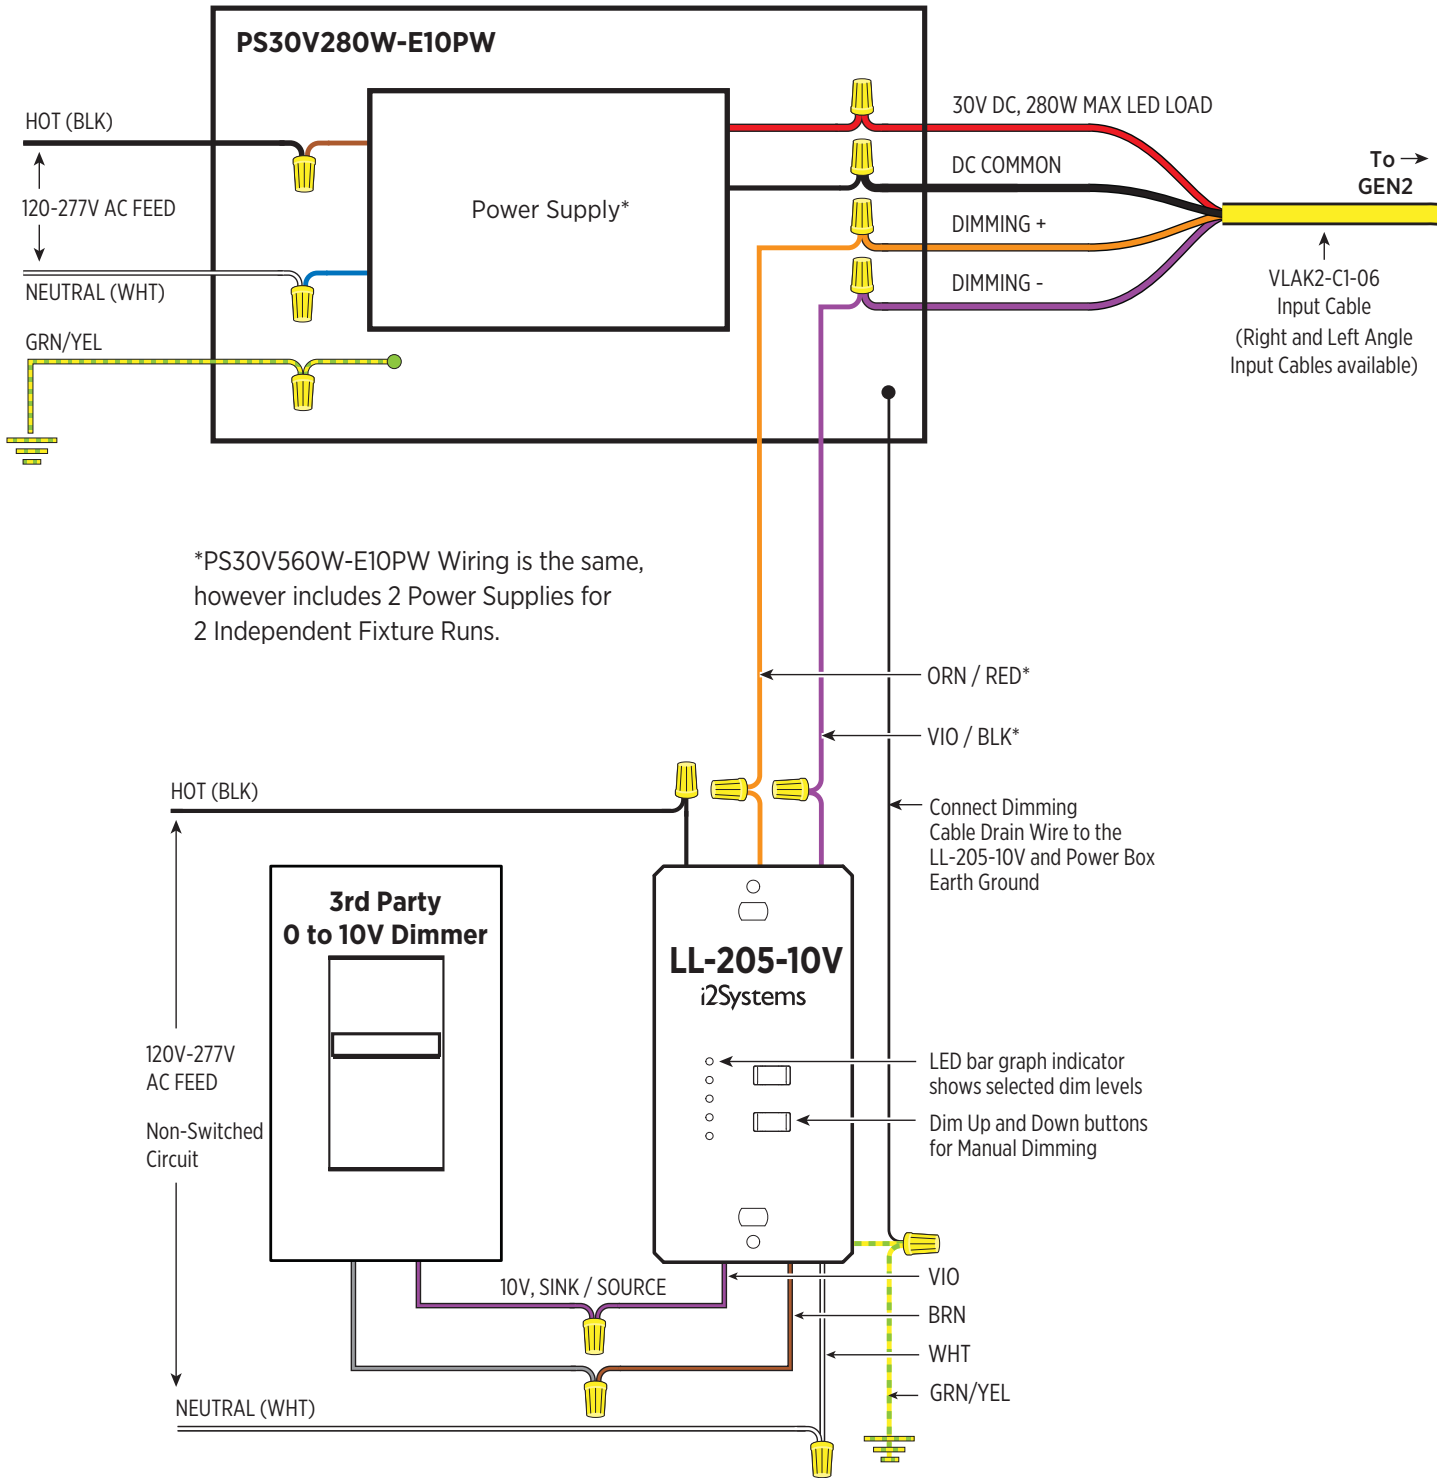 PS30V280W-E10PW
HOT (BLK)
120-277V AC FEED
NEUTRAL (WHT)
GRN/YEL
Power Supply*
30V DC, 280W MAX LED LOAD
DC COMMON
DIMMING +
DIMMING -
To
GEN2
VLAK2-C1-06
Input Cable
(Right and Left Angle
Input Cables available)
*PS30V560W-E10PW Wiring is the same,
however includes 2 Power Supplies for
2 Independent Fixture Runs.
ORN / RED*
VIO / BLK*
HOT (BLK)
Connect Dimming
Cable Drain Wire to the
LL-205-10V and Power Box
Earth Ground
3rd Party
0 to 10V Dimmer
LL-205-10V
i2Systems
120V-277V
AC FEED
Non-Switched
Circuit
LED bar graph indicator
shows selected dim levels
Dim Up and Down buttons
for Manual Dimming
10V, SINK / SOURCE
VIO
BRN
WHT
GRN/YEL
NEUTRAL (WHT)